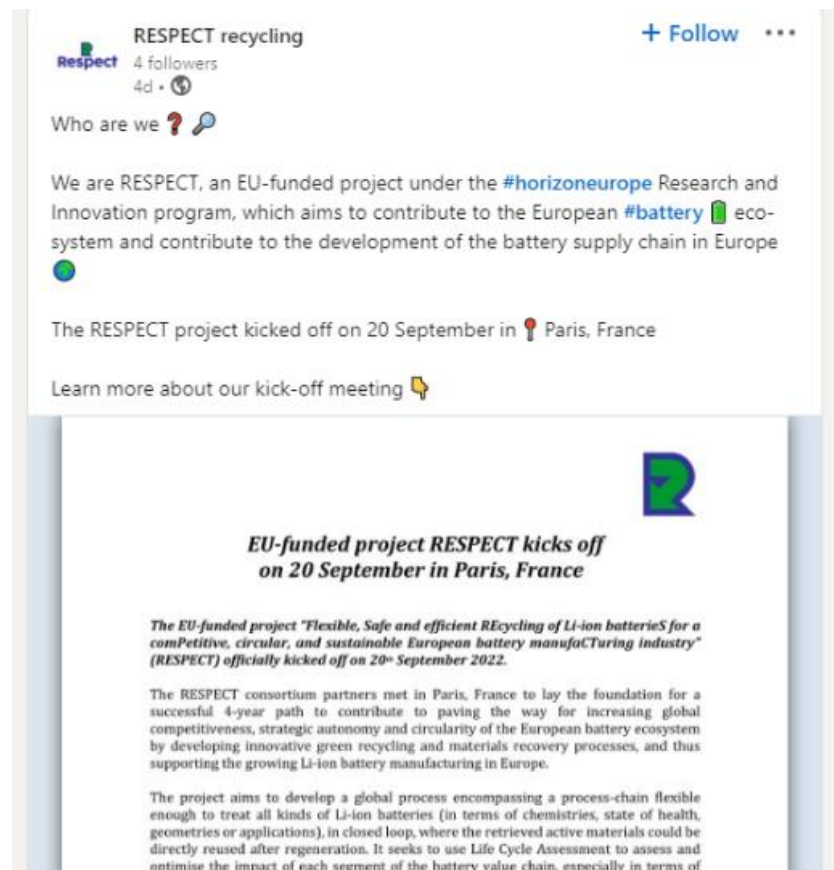 RESPECT recycling
+ Follow ...
Respect
4 followers
4d •
Who are we ❓ 🔎
We are RESPECT, an EU-funded project under the #horizoneurope Research and
Innovation program, which aims to contribute to the European #battery 🔋 eco-
system and contribute to the development of the battery supply chain in Europe
🌍
The RESPECT project kicked off on 20 September in 📍 Paris, France
Learn more about our kick-off meeting 👇
R
EU-funded project RESPECT kicks off
on 20 September in Paris, France
The EU-funded project "Flexible, Safe and efficient REcycling of Li-ion batterieS for a
comPetitive, circular, and sustainable European battery manufaCTuring industry"
(RESPECT) officially kicked off on 20th September 2022.
The RESPECT consortium partners met in Paris, France to lay the foundation for a
successful 4-year path to contribute to paving the way for increasing global
competitiveness, strategic autonomy and circularity of the European battery ecosystem
by developing innovative green recycling and materials recovery processes, and thus
supporting the growing Li-ion battery manufacturing in Europe.
The project aims to develop a global process encompassing a process-chain flexible
enough to treat all kinds of Li-ion batteries (in terms of chemistries, state of health,
geometries or applications), in closed loop, where the retrieved active materials could be
directly reused after regeneration. It seeks to use Life Cycle Assessment to assess and
optimise the impact of each segment of the battery value chain, especially in terms of